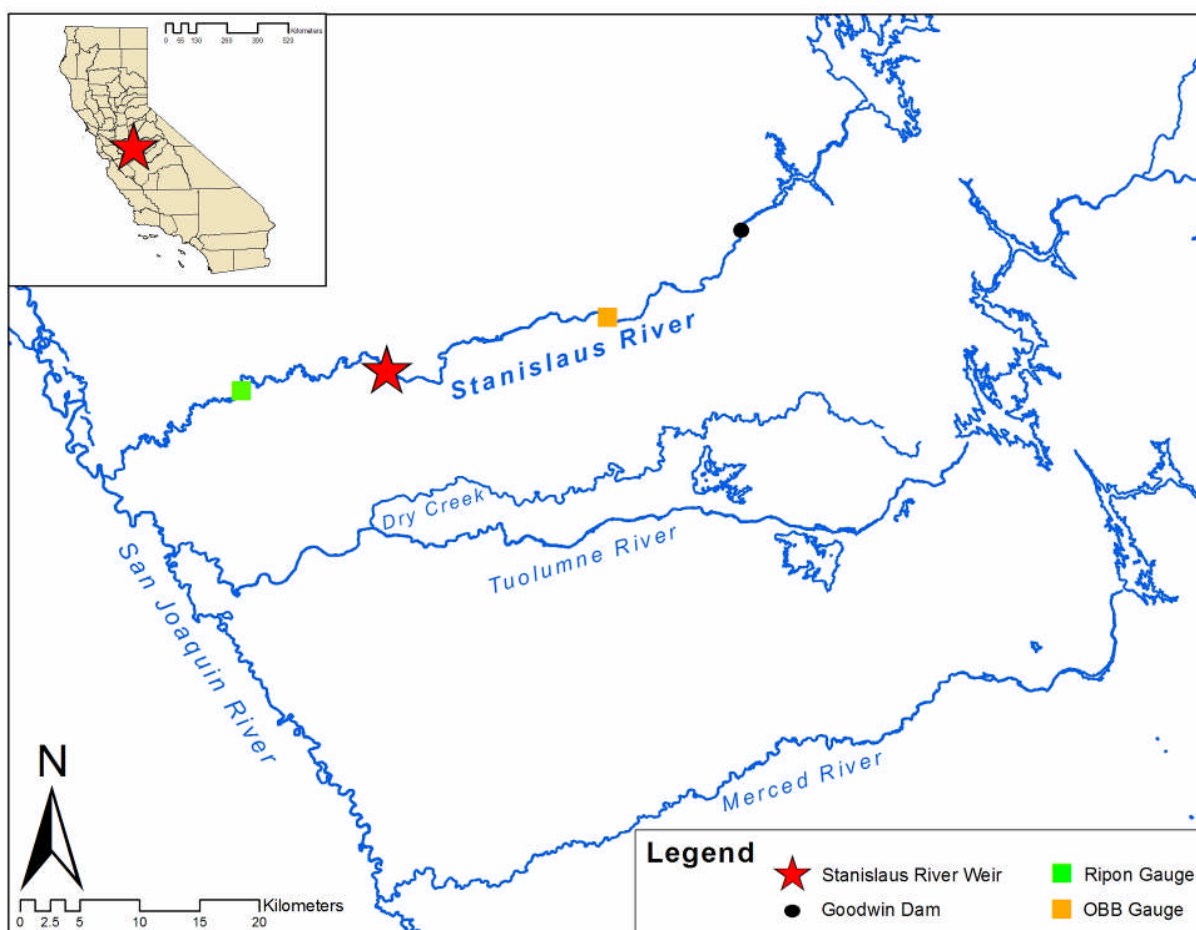 Kilometers
0 65 130 260 390 520
Stanislaus River
Dry Creek
Tuolumne River
San Joaquin River
Merced River
N
Kilometers
0 2.5 5 10 15 20
Legend
Stanislaus River Weir
Ripon Gauge
Goodwin Dam
OBB Gauge